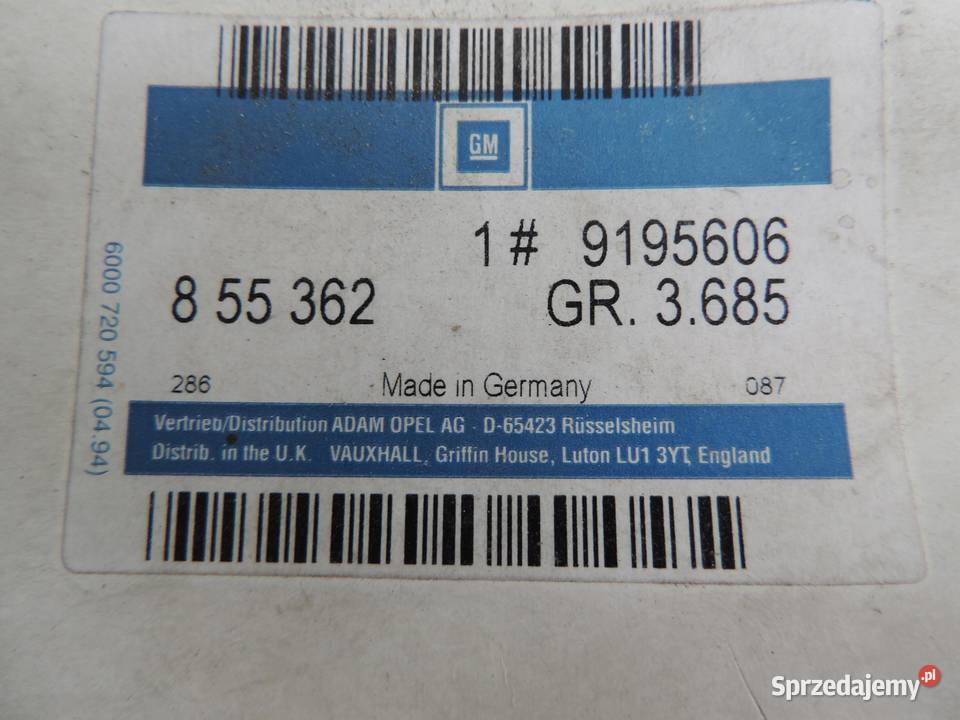 GM
1# 9195606
8 55 362 GR. 3.685
286 Made in Germany 087
Vertrieb/Distribution ADAM OPEL AG · D-65423 Rüsselsheim
Distrib. in the U.K. VAUXHALL, Griffin House, Luton LU1 3YT, England
6000 720 594 (04.94)
Sprzedajemy.pl